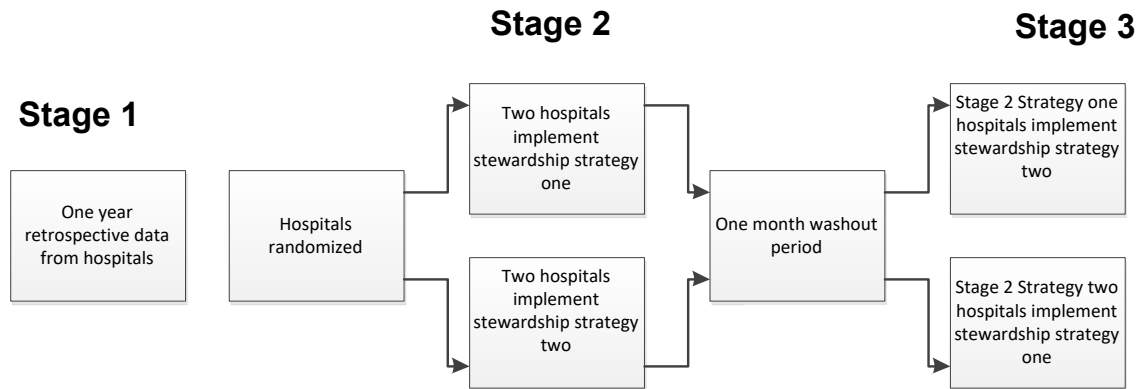 Stage 1
One year
retrospective data
from hospitals
Hospitals
randomized
Stage 2
Two hospitals
implement
stewardship strategy
one
Two hospitals
implement
stewardship strategy
two
One month washout
period
Stage 3
Stage 2 Strategy one
hospitals implement
stewardship strategy
two
Stage 2 Strategy two
hospitals implement
stewardship strategy
one